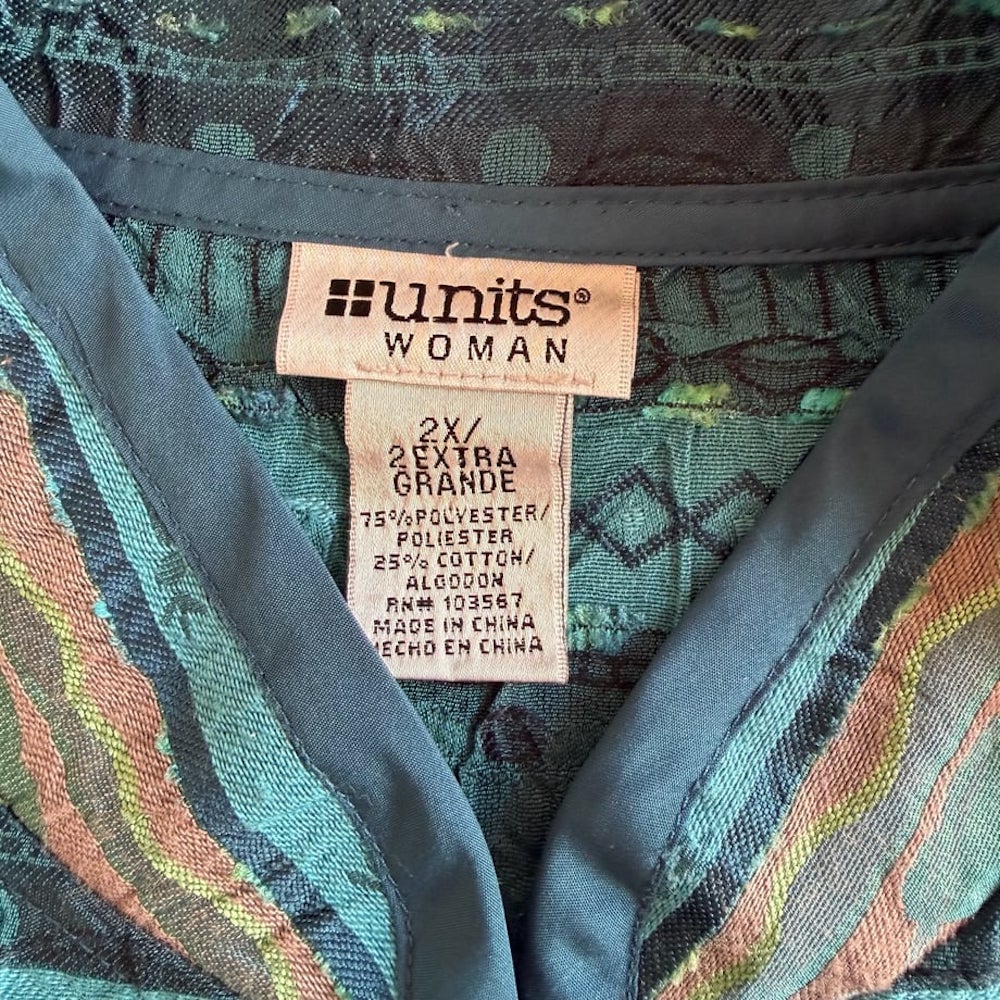 units®
WOMAN
2X/
2EXTRA
GRANDE
75%POLYESTER/
POLIESTER
25% COTTON/
ALGODON
RN# 103567
MADE IN CHINA
HECHO EN CHINA